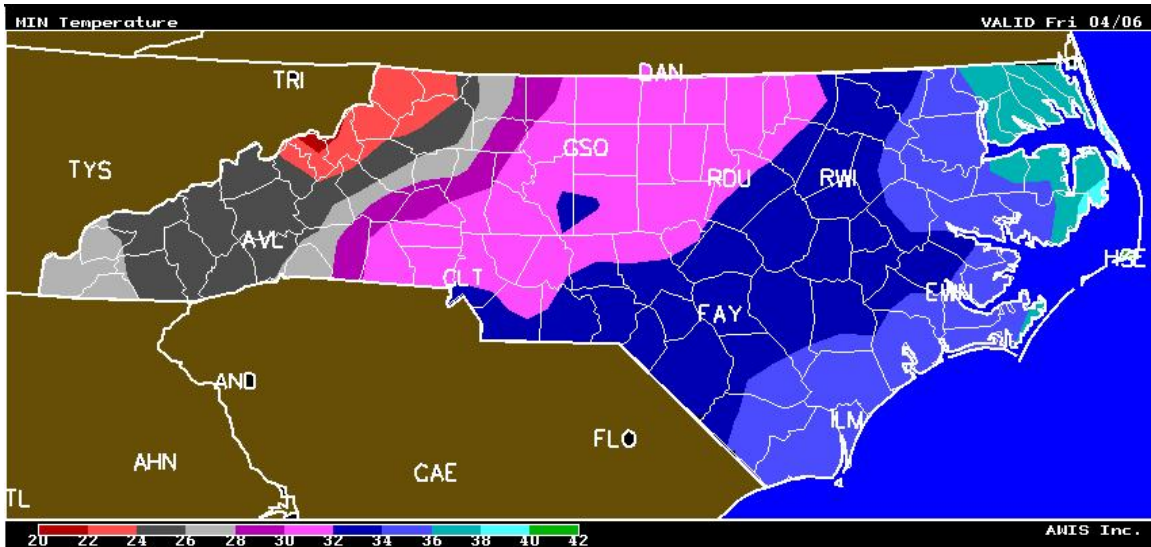 MIN Temperature VALID Fri 04/06
TRI
DAN
TYS
GSO
RDU
RWI
AVL
HSE
CLT
EWN
FAY
AND
ILM
FLO
AHN
CAE
TL
20 22 24 26 28 30 32 34 36 38 40 42 AWIS Inc.